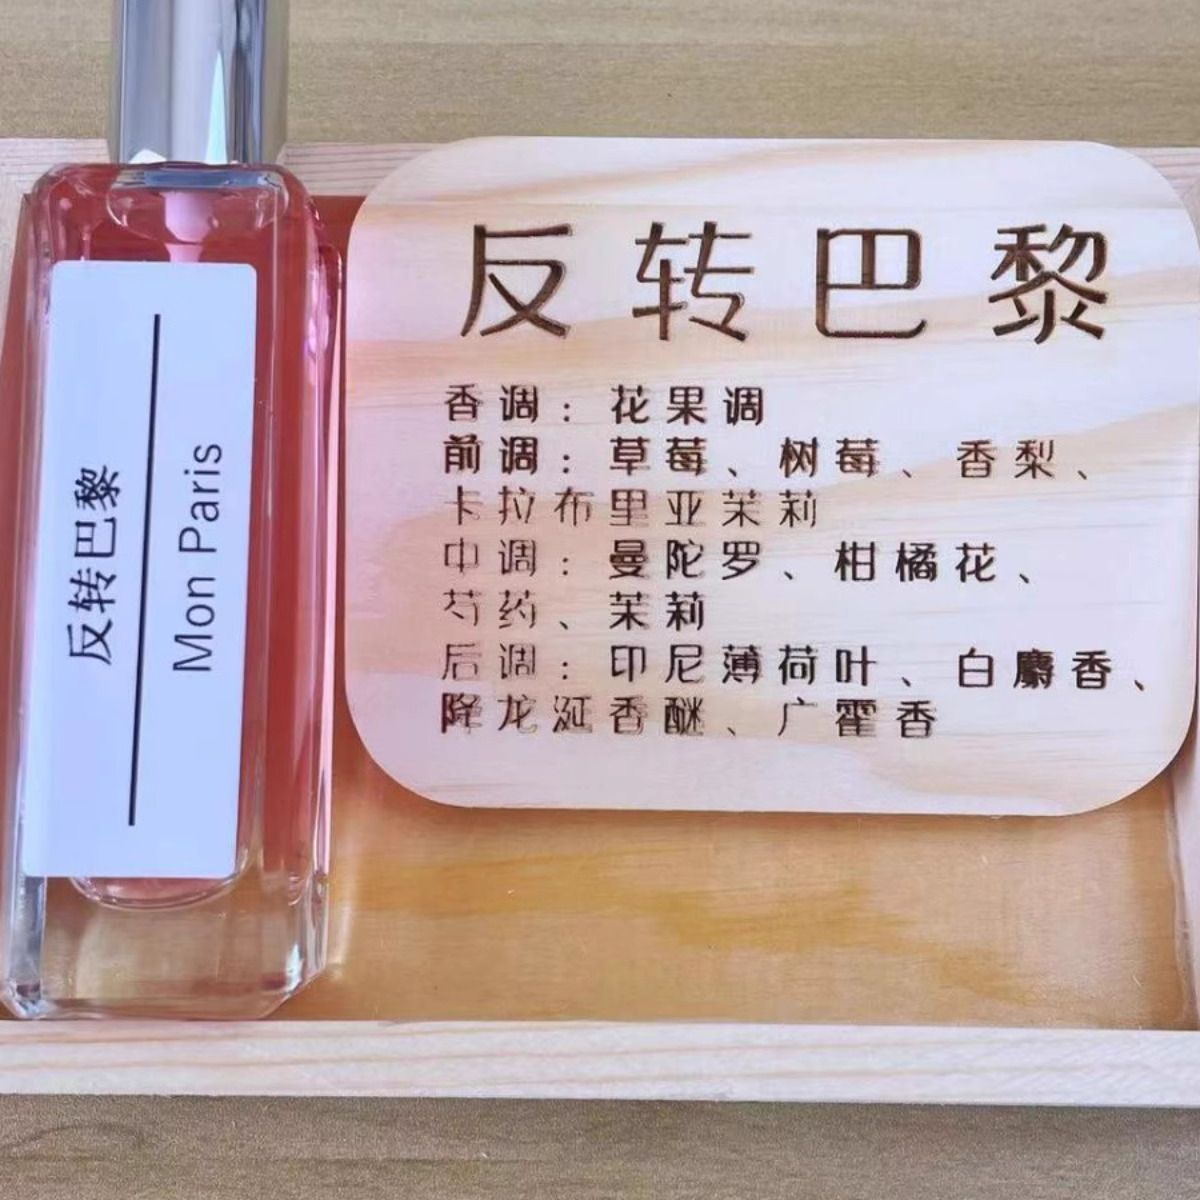 反转巴黎
Mon Paris
反转巴黎
香调：花果调
前调：草莓、树莓、香梨、
卡拉布里亚茉莉
中调：曼陀罗、柑橘花、
芍药、茉莉
后调：印尼薄荷叶、白麝香、
降龙涎香醚、广霍香